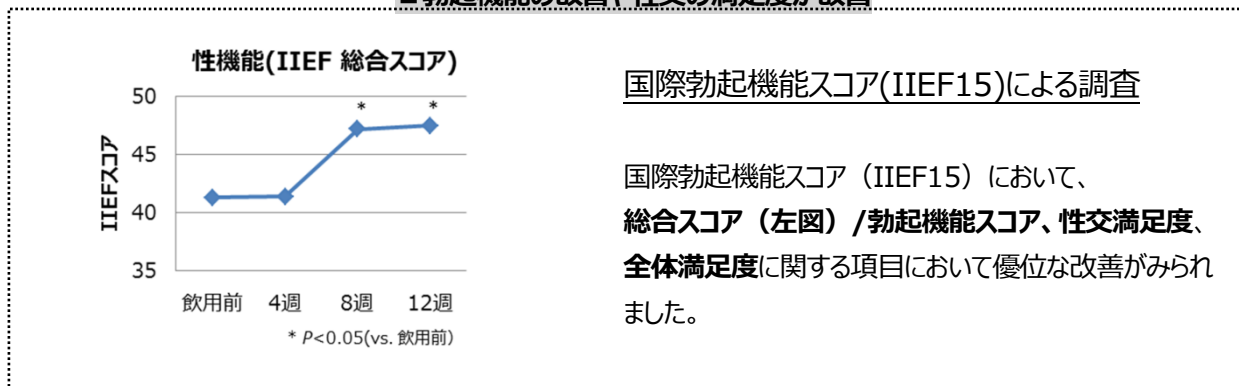 性機能(IIEF 総合スコア)
50
45
40
35
IIEFスコア
* *
飲用前 4週 8週 12週
* P<0.05(vs. 飲用前)
国際勃起機能スコア(IIEF15)による調査
国際勃起機能スコア（IIEF15）において、
総合スコア（左図）/勃起機能スコア、性交満足度、
全体満足度に関する項目において優位な改善がみられ
ました。